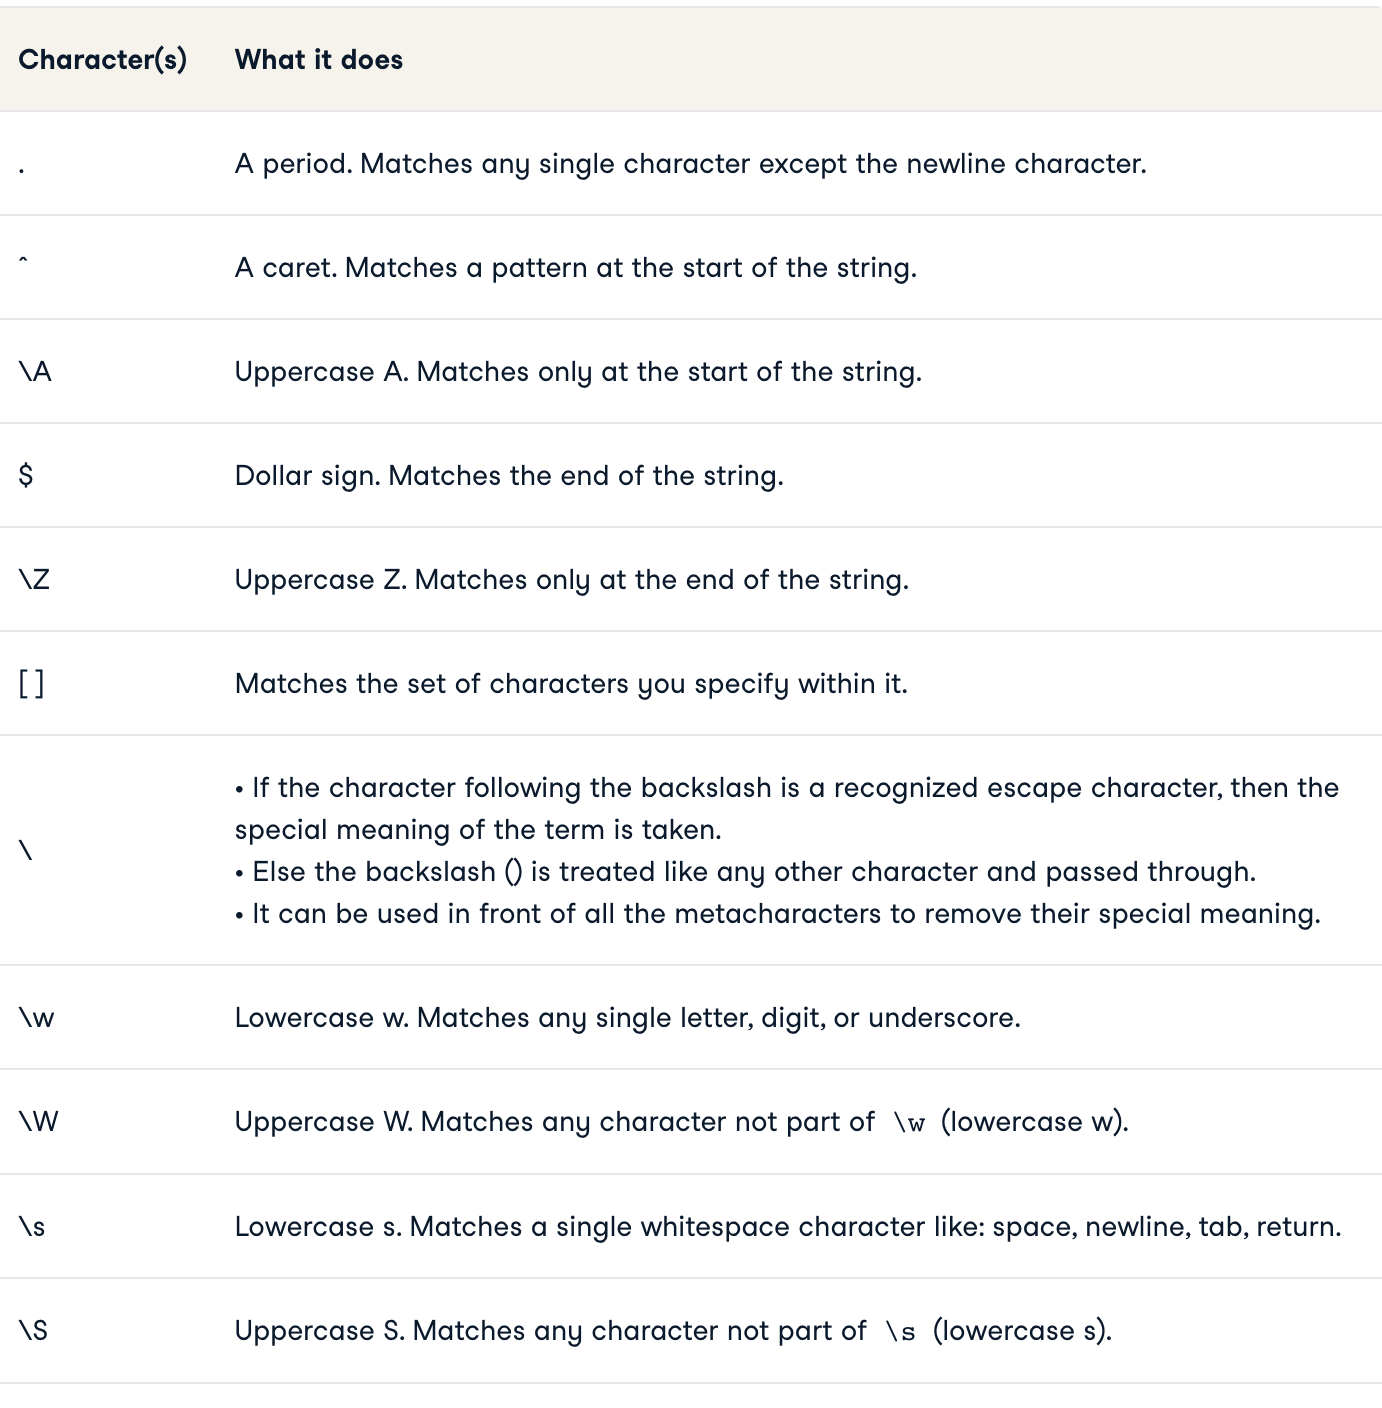 Character(s) What it does
. A period. Matches any single character except the newline character.
^ A caret. Matches a pattern at the start of the string.
\A Uppercase A. Matches only at the start of the string.
$ Dollar sign. Matches the end of the string.
\Z Uppercase Z. Matches only at the end of the string.
[ ] Matches the set of characters you specify within it.
• If the character following the backslash is a recognized escape character, then the
special meaning of the term is taken.
\
• Else the backslash () is treated like any other character and passed through.
• It can be used in front of all the metacharacters to remove their special meaning.
\w Lowercase w. Matches any single letter, digit, or underscore.
\W Uppercase W. Matches any character not part of \w (lowercase w).
\s Lowercase s. Matches a single whitespace character like: space, newline, tab, return.
\S Uppercase S. Matches any character not part of \s (lowercase s).